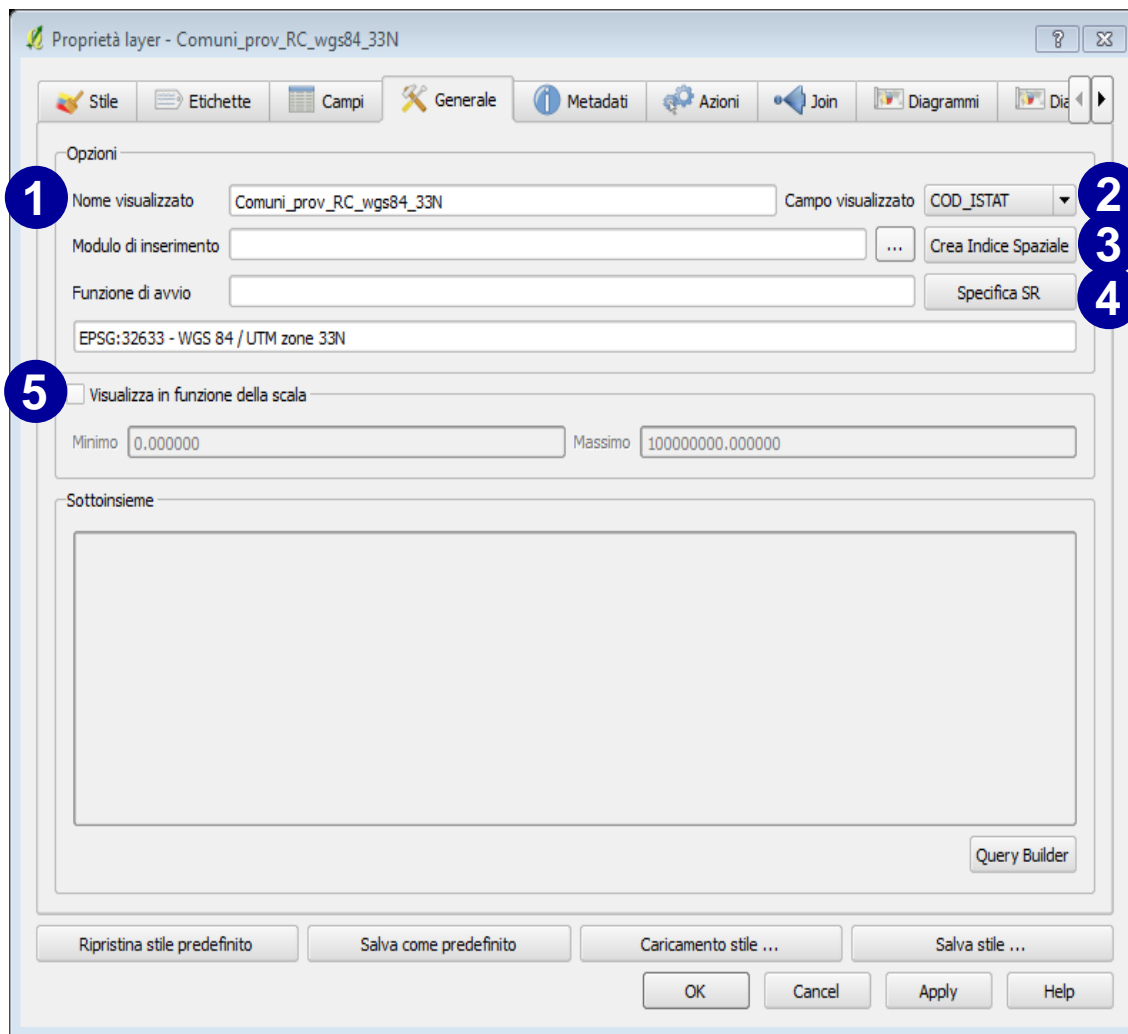 Proprietà layer - Comuni_prov_RC_wgs84_33N
Stile Etichette Campi Generale Metadati Azioni Join Diagrammi Dia
Opzioni
1 Nome visualizzato Comuni_prov_RC_wgs84_33N Campo visualizzato COD_ISTAT 2
Modulo di inserimento ... Crea Indice Spaziale 3
Funzione di avvio Specifica SR 4
EPSG:32633 - WGS 84 / UTM zone 33N
5 Visualizza in funzione della scala
Minimo 0.000000 Massimo 100000000.000000
Sottoinsieme
Query Builder
Ripristina stile predefinito Salva come predefinito Caricamento stile ... Salva stile ...
OK Cancel Apply Help